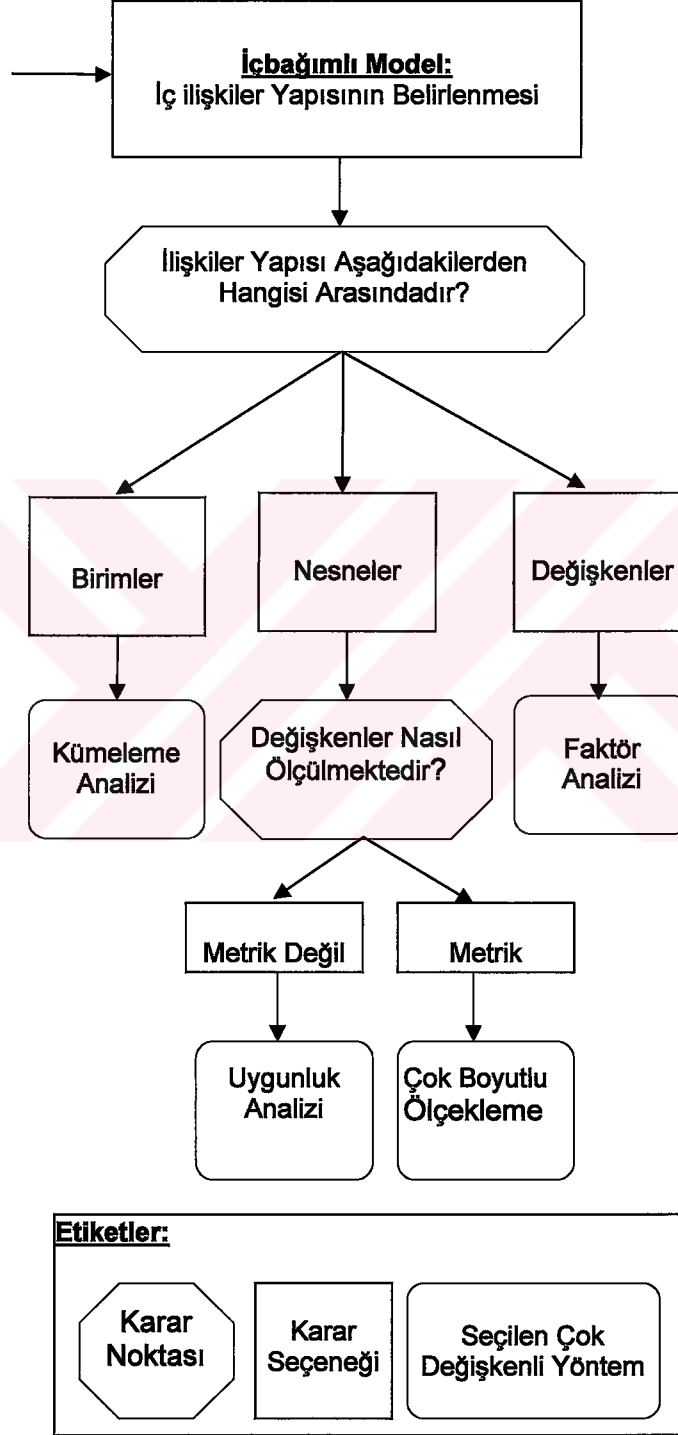 İçbağımlı Model:
İç ilişkiler Yapısının Belirlenmesi
İlişkiler Yapısı Aşağıdakilerden
Hangisi Arasındadır?
Birimler
Nesneler
Değişkenler
Kümeleme
Analizi
Değişkenler Nasıl
Ölçülmektedir?
Faktör
Analizi
Metrik Değil
Metrik
Uygunluk
Analizi
Çok Boyutlu
Ölçekleme
Etiketler:
Karar
Noktası
Karar
Seçeneği
Seçilen Çok
Değişkenli Yöntem